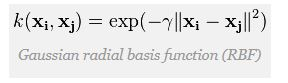 k(xᵢ, xⱼ) = exp(−γ‖xᵢ − xⱼ‖²)
Gaussian radial basis function (RBF)